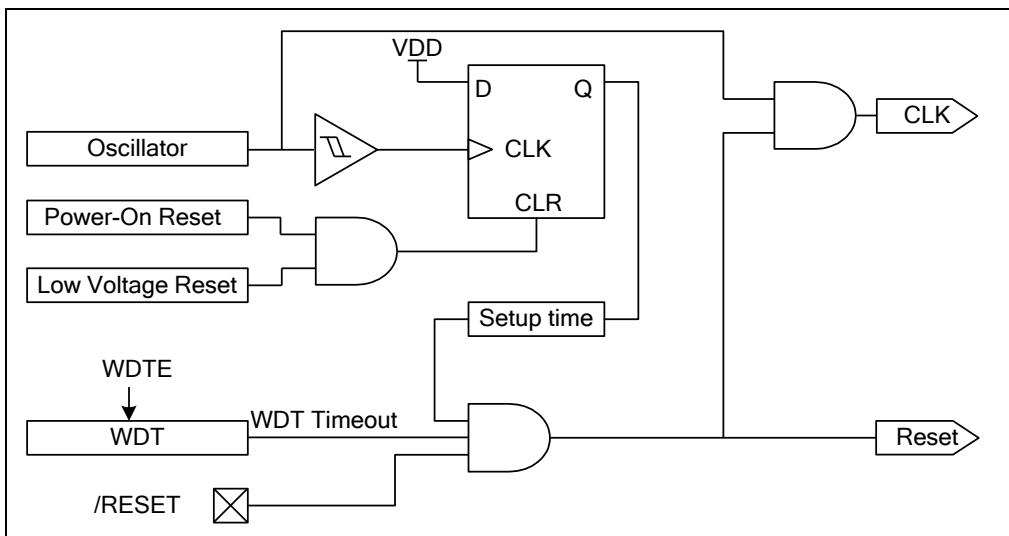 VDD
D Q
CLK
Oscillator
CLK
CLR
Power-On Reset
Low Voltage Reset
Setup time
WDTE
WDT Timeout
WDT
Reset
/RESET